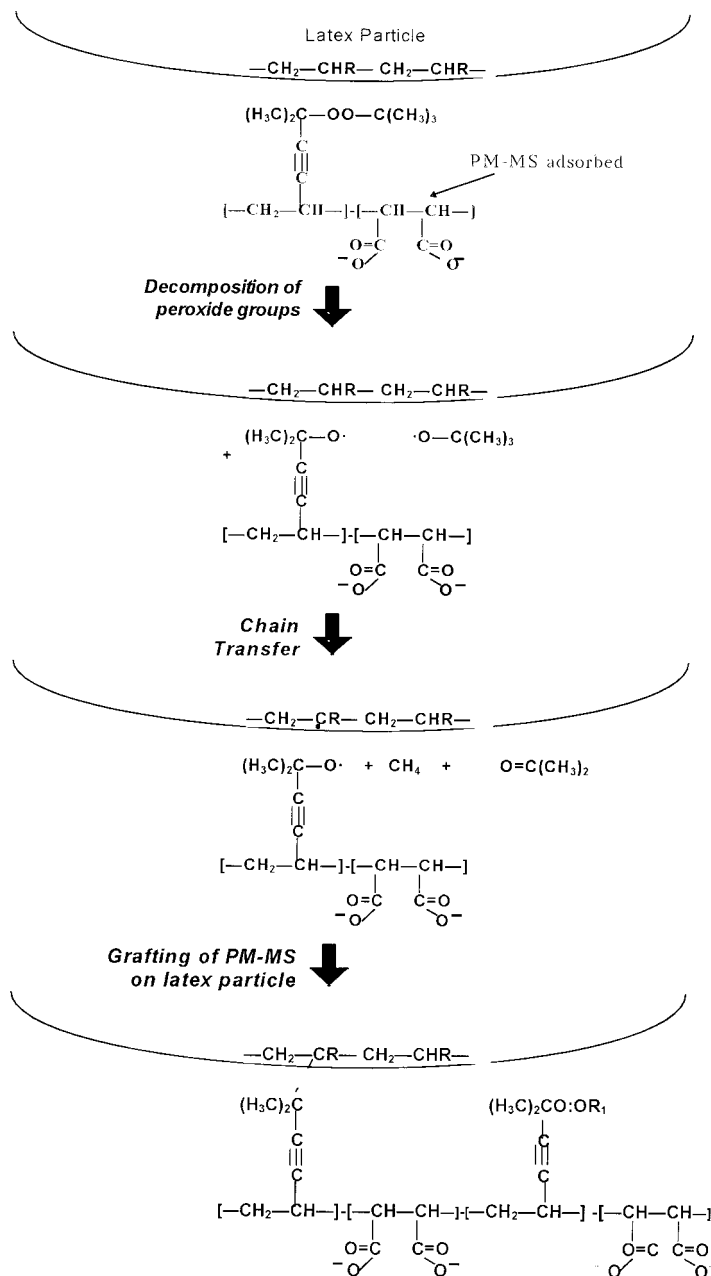 Latex Particle
—CH₂—CHR— CH₂—CHR—
(H₃C)₂C—OO—C(CH₃)₃
C
C
PM-MS adsorbed
[—CH₂—CH—]-[—CH—CH—]
O=C C=O
⁻O O⁻
Decomposition of
peroxide groups
—CH₂—CHR— CH₂—CHR—
(H₃C)₂C—O· ·O—C(CH₃)₃
+
C
C
[—CH₂—CH—]-[—CH—CH—]
O=C C=O
⁻O O⁻
Chain
Transfer
—CH₂—CR— CH₂—CHR—
(H₃C)₂C—O· + CH₄ + O=C(CH₃)₂
C
C
[—CH₂—CH—]-[—CH—CH—]
O=C C=O
⁻O O⁻
Grafting of PM-MS
on latex particle
—CH₂—CR— CH₂—CHR—
(H₃C)₂C (H₃C)₂CO:OR₁
C C
C C
[—CH₂—CH—]-[—CH—CH—]-[—CH₂—CH—]-[—CH—CH—]
O=C C=O O=C C=O
⁻O O⁻ ⁻O O⁻